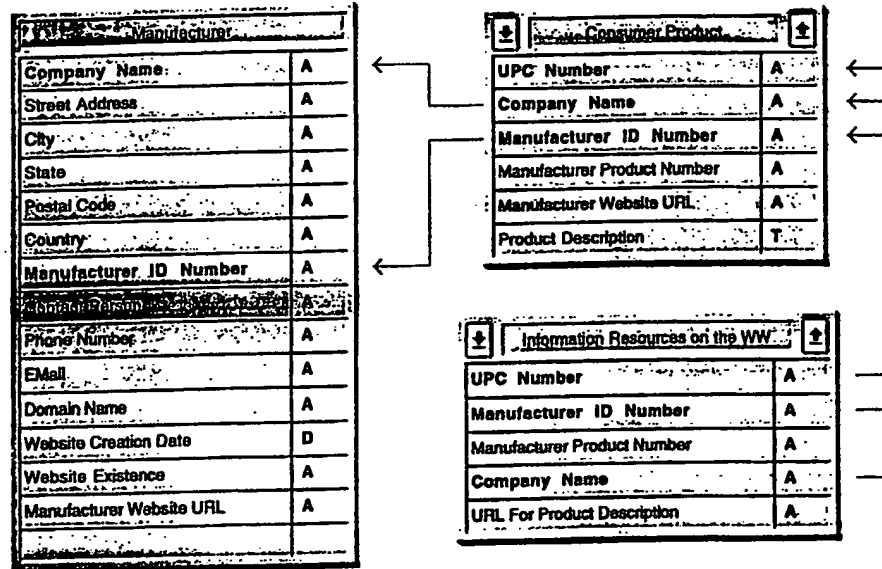 Manufacturer
Company Name A
Street Address A
City A
State A
Postal Code A
Country A
Manufacturer ID Number A
Contact Person A
Phone Number A
EMail A
Domain Name A
Website Creation Date D
Website Existence A
Manufacturer Website URL A
Consumer Product
UPC Number A
Company Name A
Manufacturer ID Number A
Manufacturer Product Number A
Manufacturer Website URL A
Product Description T
Information Resources on the WW
UPC Number A
Manufacturer ID Number A
Manufacturer Product Number A
Company Name A
URL For Product Description A